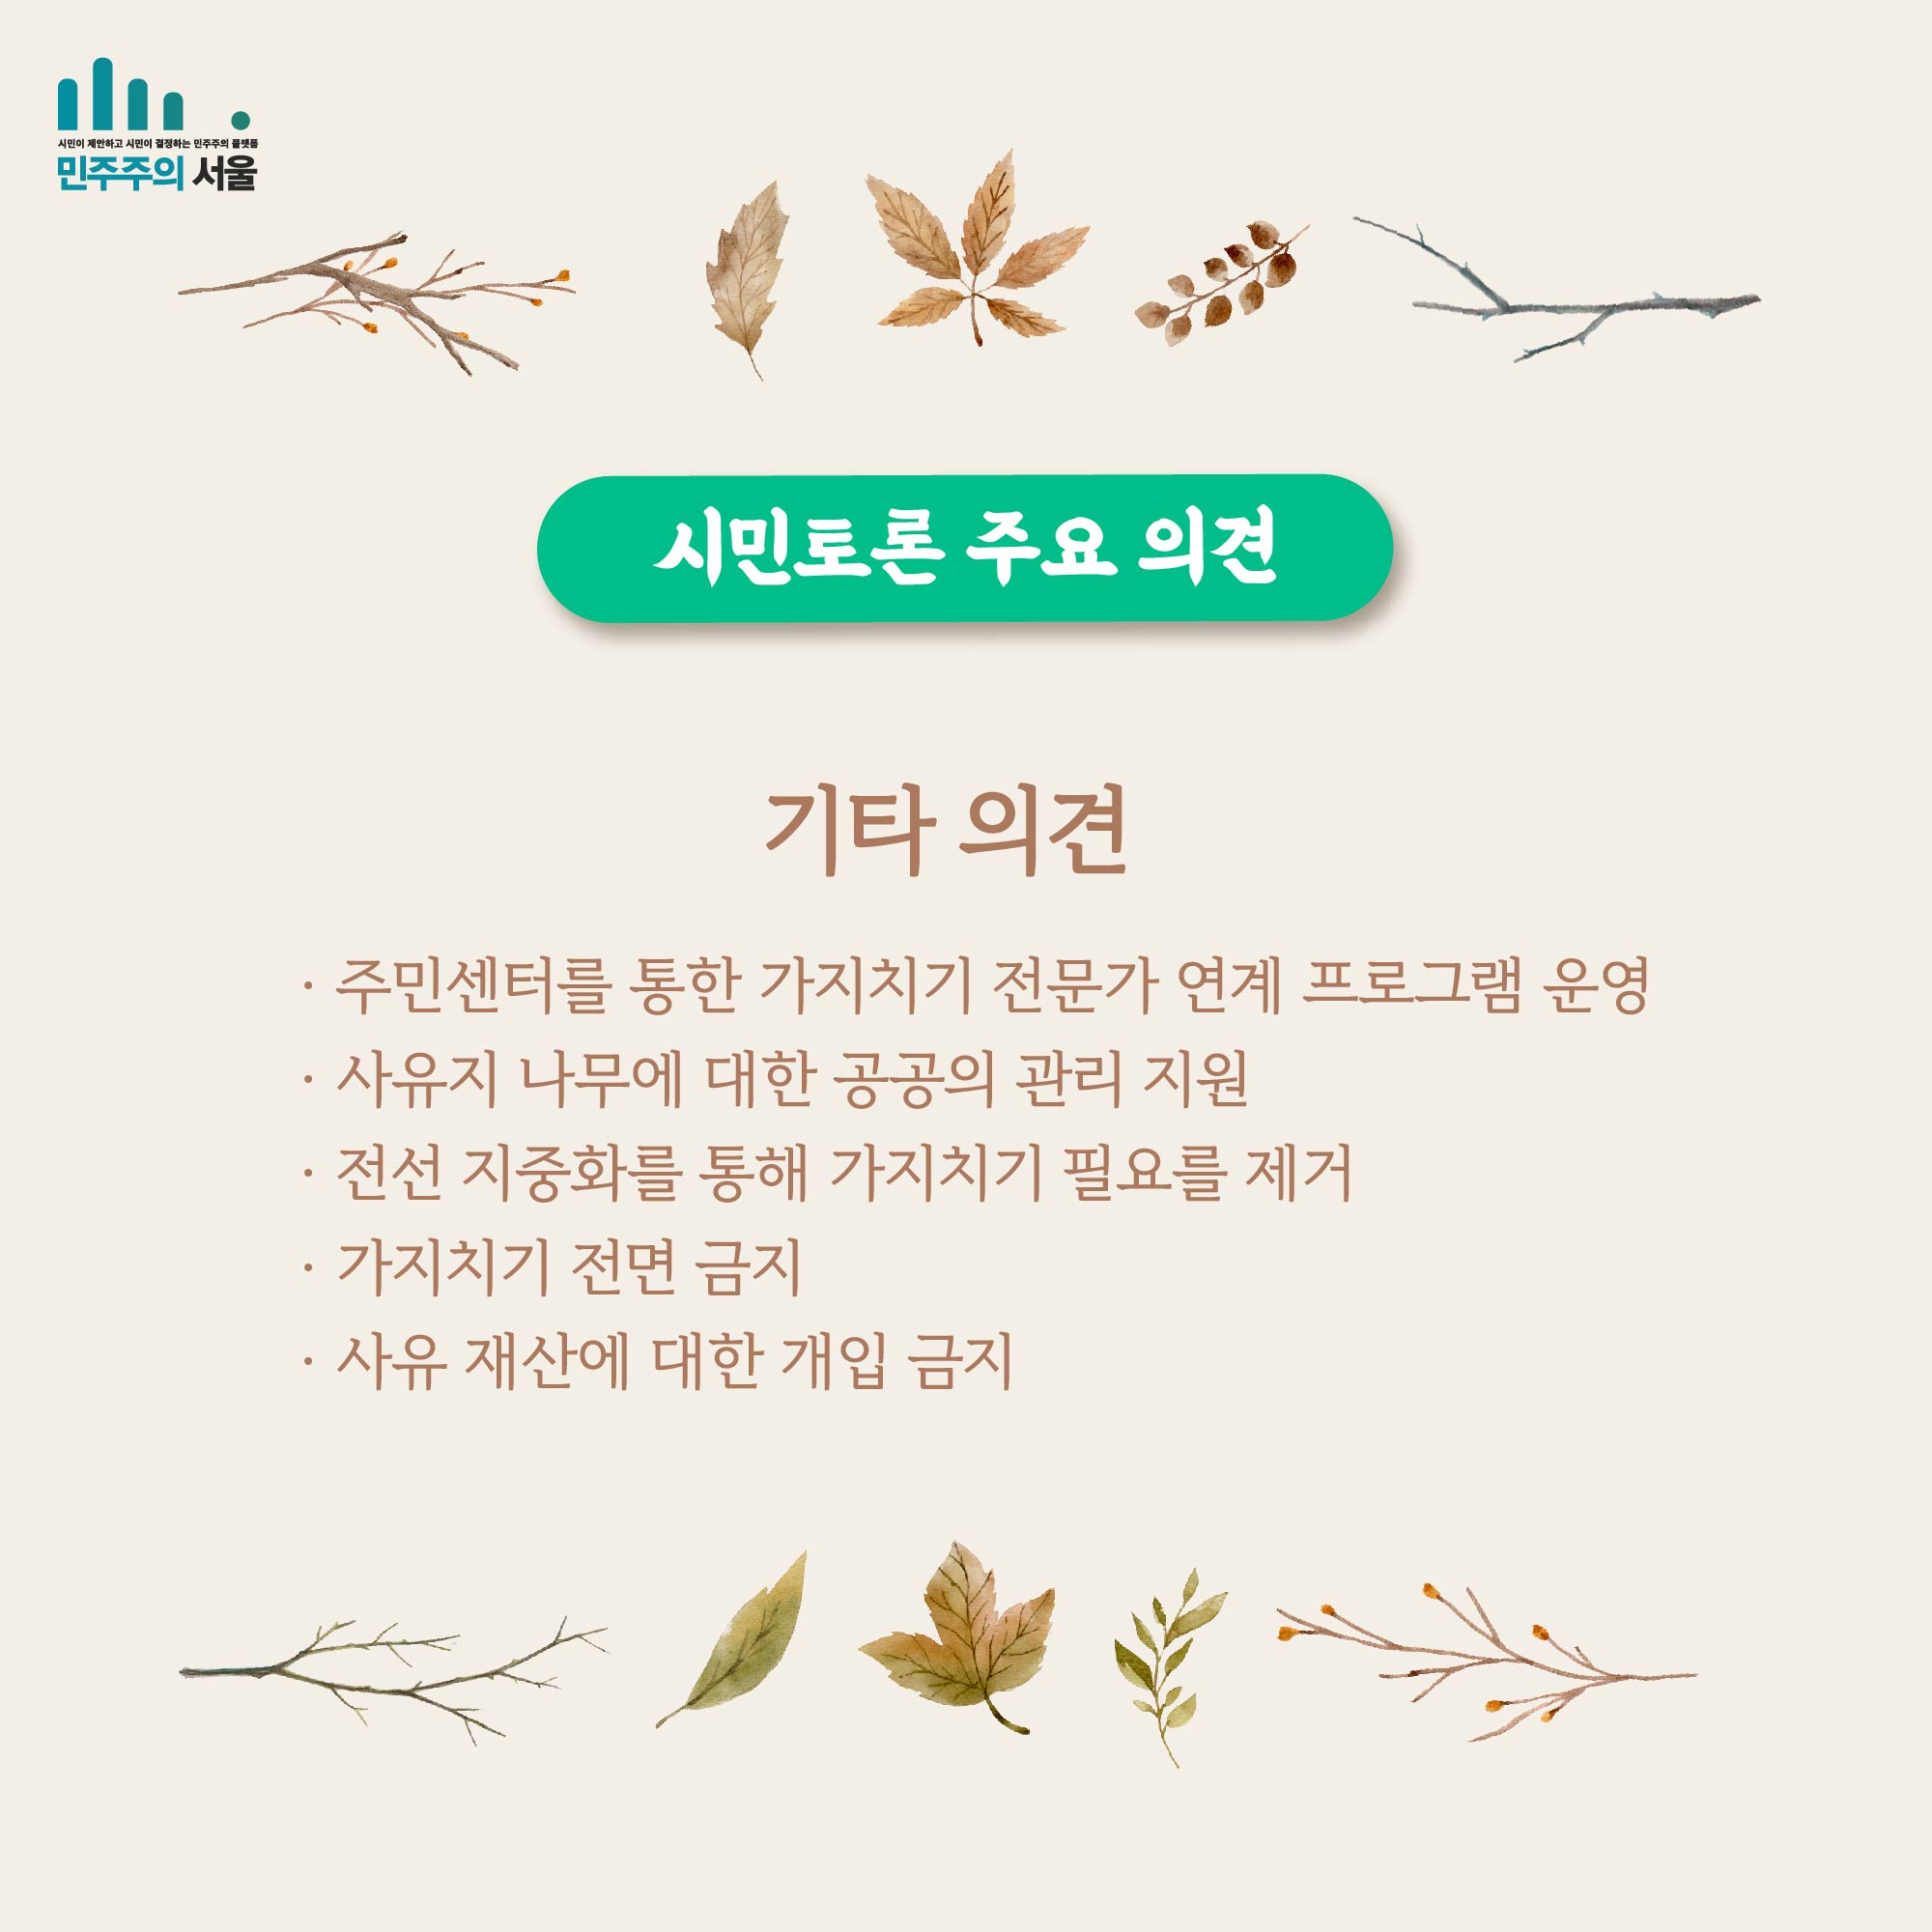 시민이 제안하고 시민이 결정하는 민주주의 플랫폼
민주주의 서울
시민토론 주요 의견
기타 의견
· 주민센터를 통한 가지치기 전문가 연계 프로그램 운영
· 사유지 나무에 대한 공공의 관리 지원
· 전선 지중화를 통해 가지치기 필요를 제거
· 가지치기 전면 금지
· 사유 재산에 대한 개입 금지